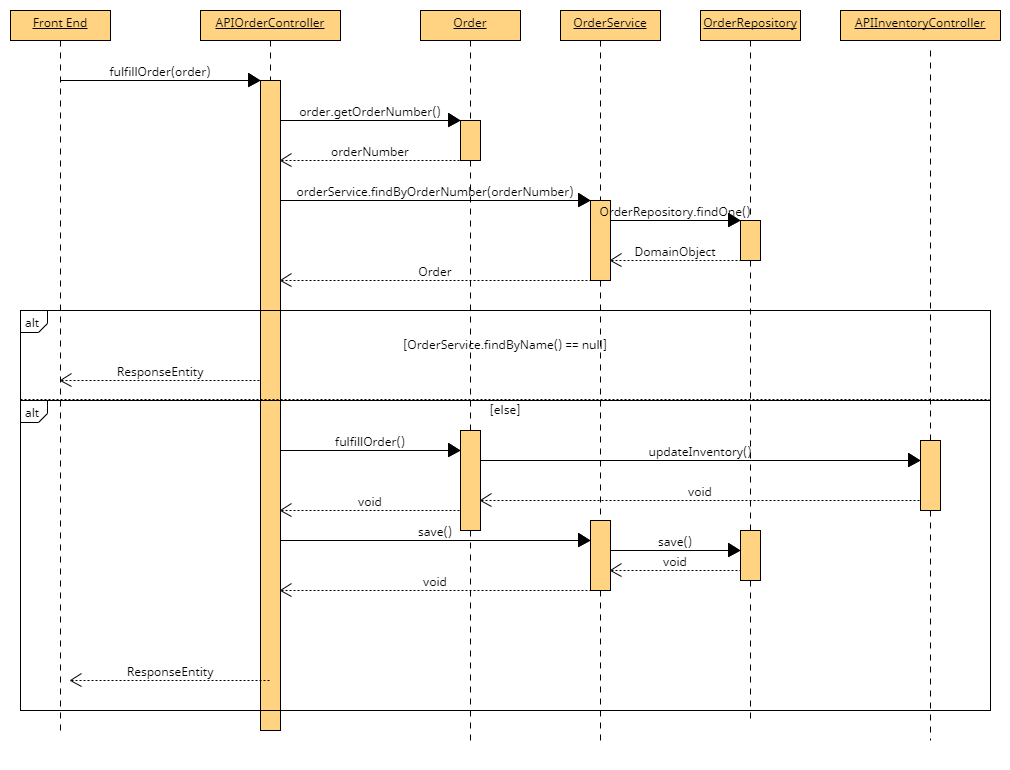 Front End
APIOrderController
Order
OrderService
OrderRepository
APIInventoryController
fulfillOrder(order)
order.getOrderNumber()
orderNumber
orderService.findByOrderNumber(orderNumber)
OrderRepository.findOne()
DomainObject
Order
alt
[OrderService.findByName() == null]
ResponseEntity
alt
[else]
fulfillOrder()
updateInventory()
void
void
save()
save()
void
void
ResponseEntity